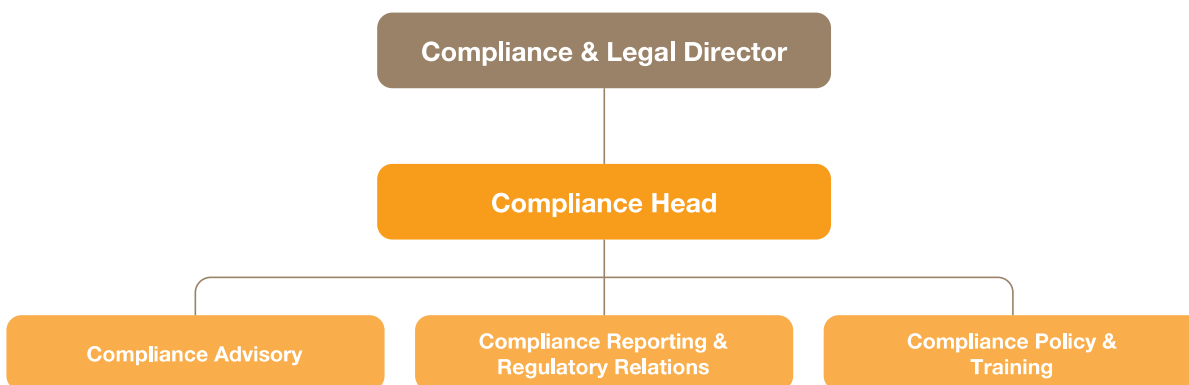 Compliance & Legal Director
Compliance Head
Compliance Advisory
Compliance Reporting &
Regulatory Relations
Compliance Policy &
Training